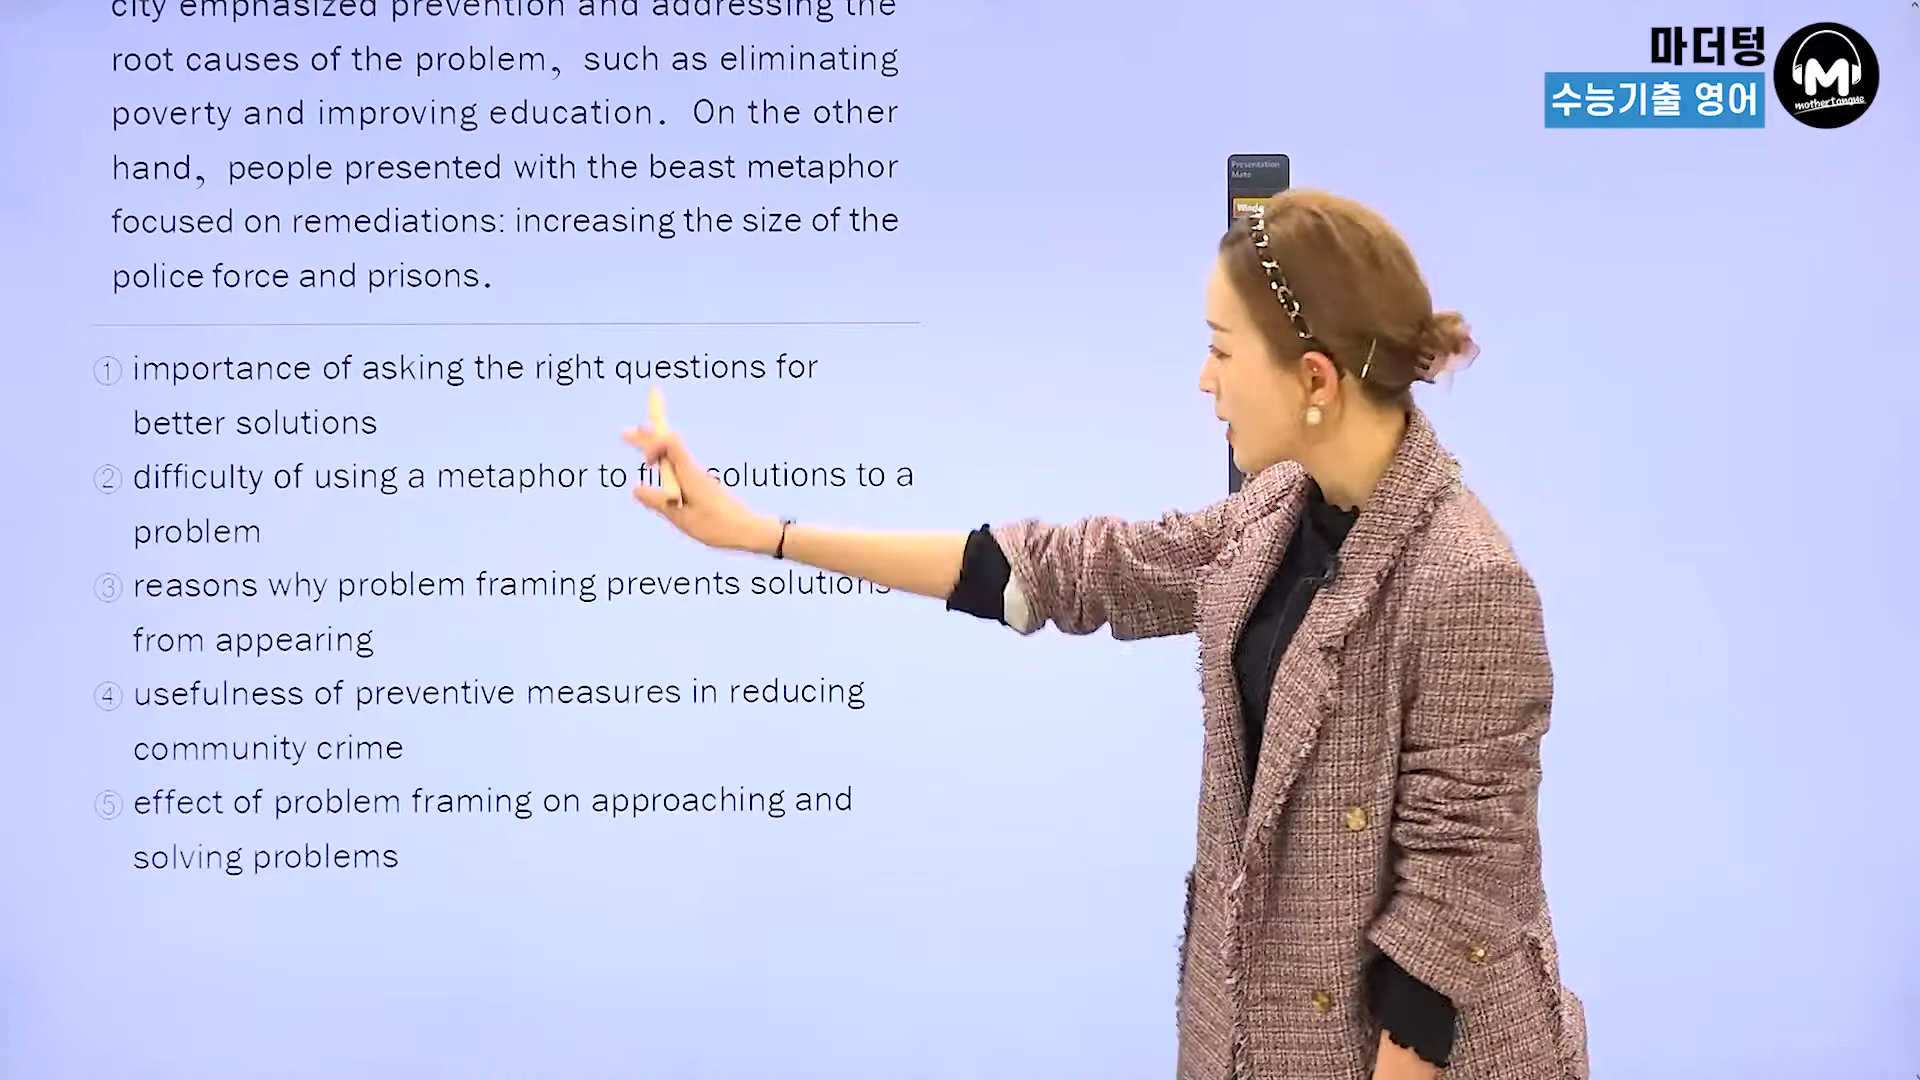 city emphasized prevention and addressing the
root causes of the problem, such as eliminating
poverty and improving education. On the other
hand, people presented with the beast metaphor
focused on remediations: increasing the size of the
police force and prisons.
① importance of asking the right questions for
better solutions
② difficulty of using a metaphor to solutions to a
problem
③ reasons why problem framing prevents solutions
from appearing
④ usefulness of preventive measures in reducing
community crime
⑤ effect of problem framing on approaching and
solving problems
마더텅
수능기출 영어
M
mothertongue
Presentation
Mate